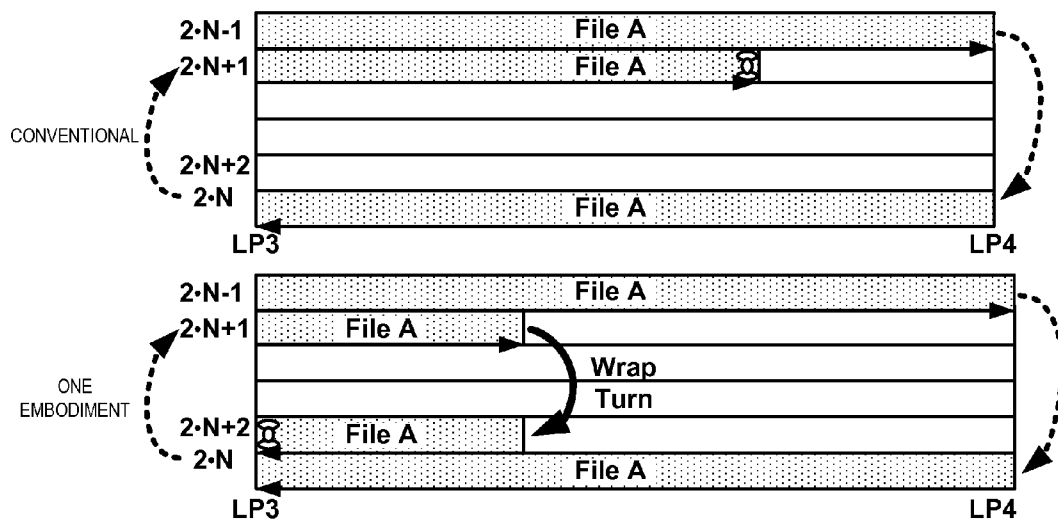 2·N-1 File A
2·N+1 File A
CONVENTIONAL
2·N+2
2·N File A
LP3 LP4
2·N-1 File A
2·N+1 File A
Wrap
ONE
EMBODIMENT
Turn
2·N+2 File A
2·N File A
LP3 LP4